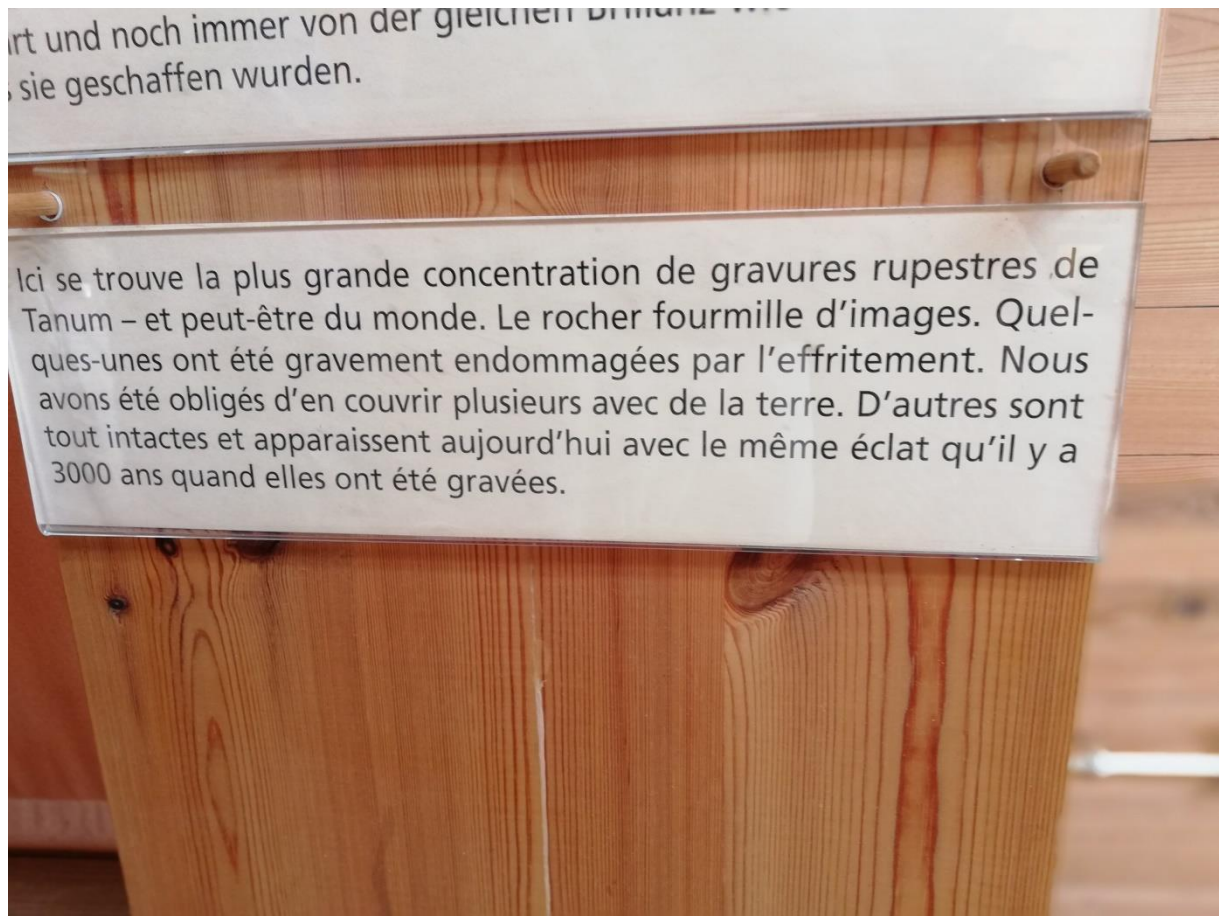 und noch immer von der gleichen Brillanz wie
sie geschaffen wurden.
Ici se trouve la plus grande concentration de gravures rupestres de
Tanum – et peut-être du monde. Le rocher fourmille d'images. Quel-
ques-unes ont été gravement endommagées par l'effritement. Nous
avons été obligés d'en couvrir plusieurs avec de la terre. D'autres sont
tout intactes et apparaissent aujourd'hui avec le même éclat qu'il y a
3000 ans quand elles ont été gravées.